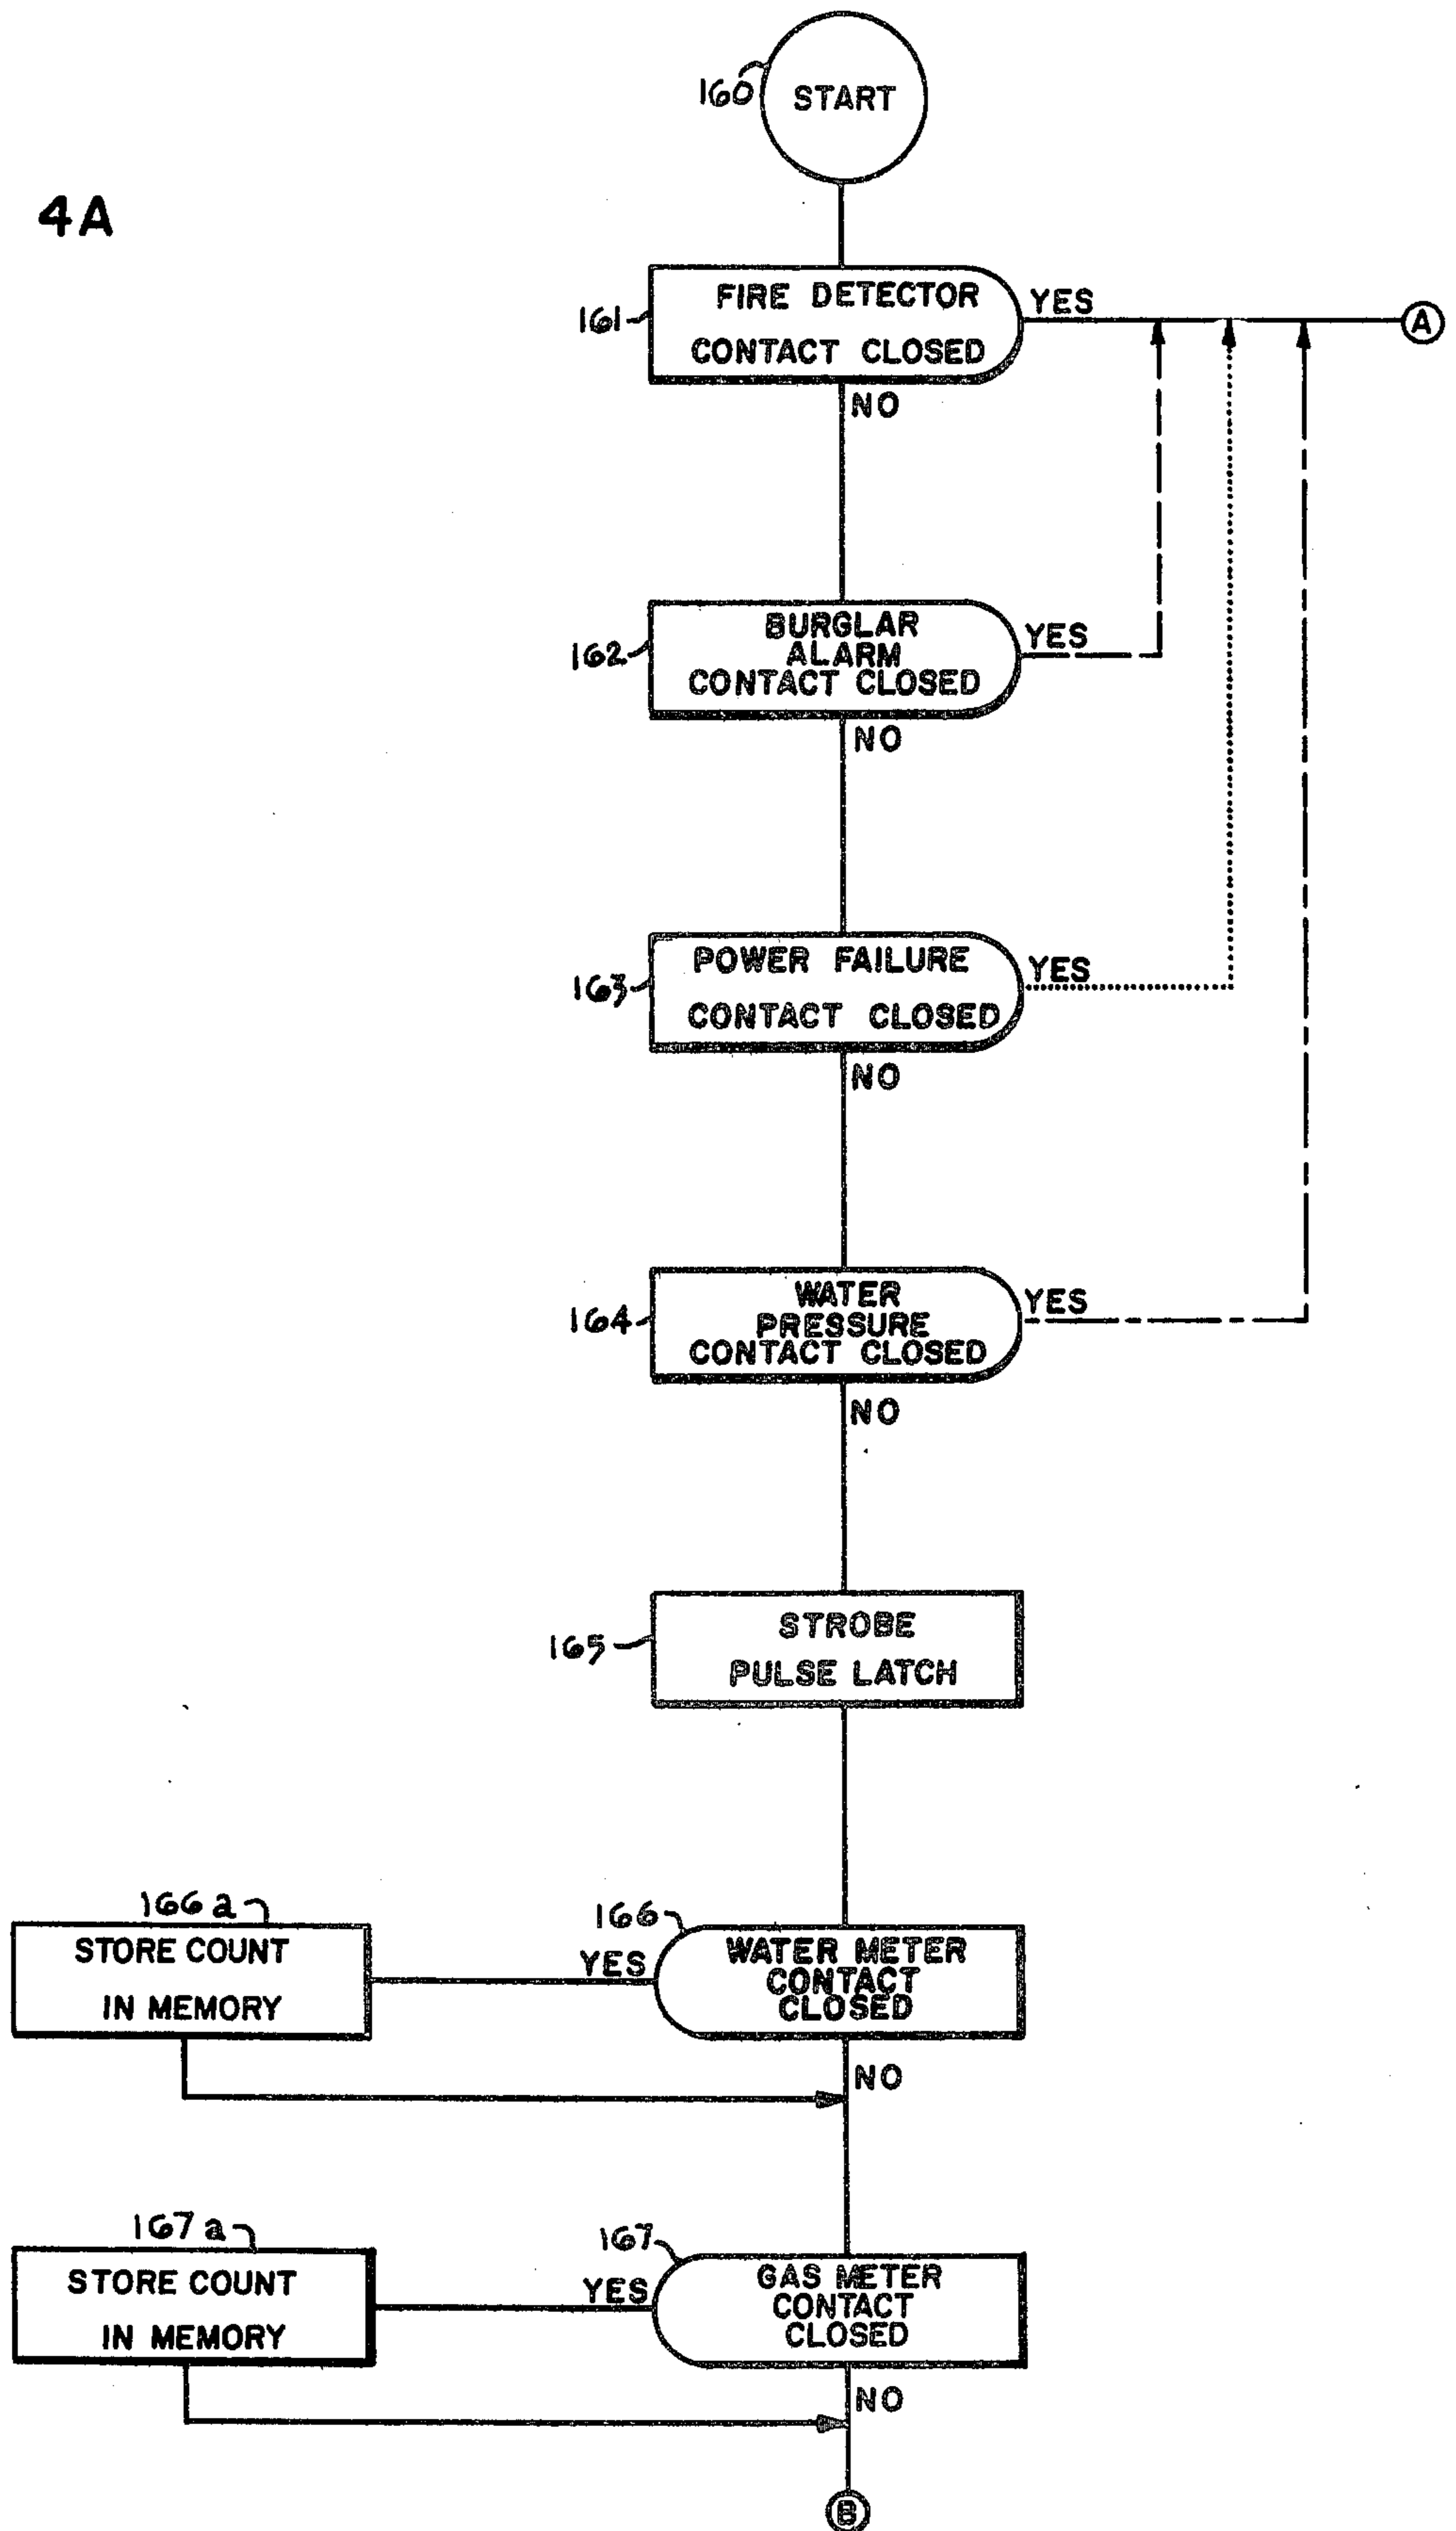 160
START
4A
161
FIRE DETECTOR
CONTACT CLOSED
YES
A
NO
162
BURGLAR
ALARM
CONTACT CLOSED
YES
NO
163
POWER FAILURE
CONTACT CLOSED
YES
NO
164
WATER
PRESSURE
CONTACT CLOSED
YES
NO
165
STROBE
PULSE LATCH
166a
STORE COUNT
IN MEMORY
YES
166
WATER METER
CONTACT
CLOSED
NO
167a
STORE COUNT
IN MEMORY
YES
167
GAS METER
CONTACT
CLOSED
NO
B